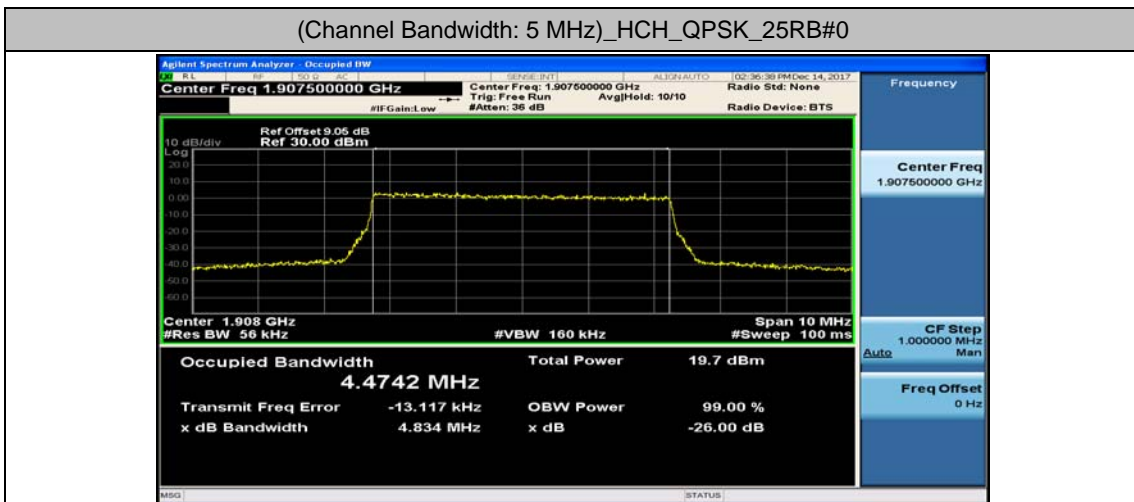 (Channel Bandwidth: 5 MHz)_HCH_QPSK_25RB#0
Agilent Spectrum Analyzer - Occupied BW
RL RF 50 Ω AC SENSE:INT ALIGN AUTO 02:36:38 PM Dec 14, 2017
Center Freq 1.907500000 GHz
Center Freq: 1.907500000 GHz
Radio Std: None
Trig: Free Run Avg|Hold: 10/10
#IFGain:Low
#Atten: 36 dB
Radio Device: BTS
Ref Offset 9.05 dB
10 dB/div Ref 30.00 dBm
Log
20.0
10.0
0.00
-10.0
-20.0
-30.0
-40.0
-50.0
-60.0
Center 1.908 GHz Span 10 MHz
#Res BW 56 kHz #VBW 160 kHz #Sweep 100 ms
Occupied Bandwidth Total Power 19.7 dBm
4.4742 MHz
Transmit Freq Error -13.117 kHz OBW Power 99.00 %
x dB Bandwidth 4.834 MHz x dB -26.00 dB
MSG STATUS
Frequency
Center Freq
1.907500000 GHz
CF Step
1.000000 MHz
Auto Man
Freq Offset
0 Hz